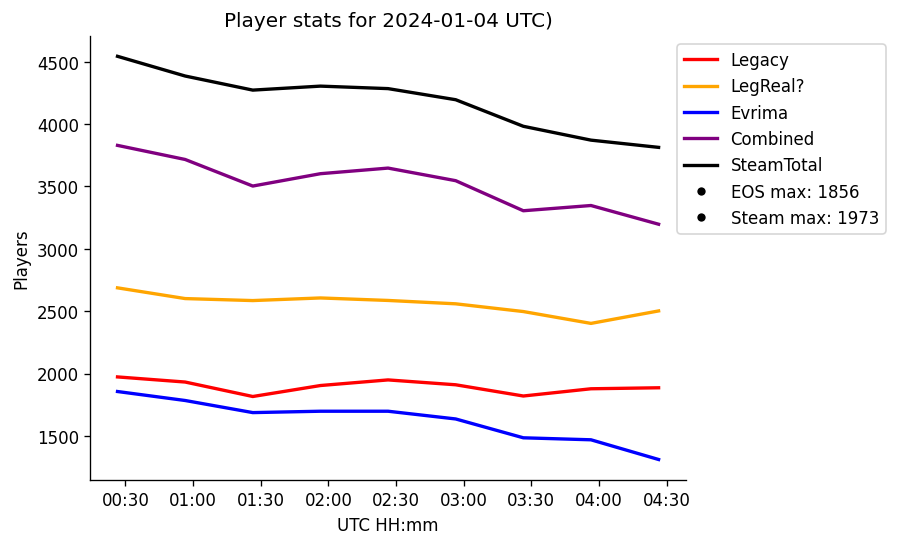 Player stats for 2024-01-04 UTC)
Legacy
LegReal?
Evrima
Combined
SteamTotal
EOS max: 1856
Steam max: 1973
Players
4500
4000
3500
3000
2500
2000
1500
00:30 01:00 01:30 02:00 02:30 03:00 03:30 04:00 04:30
UTC HH:mm